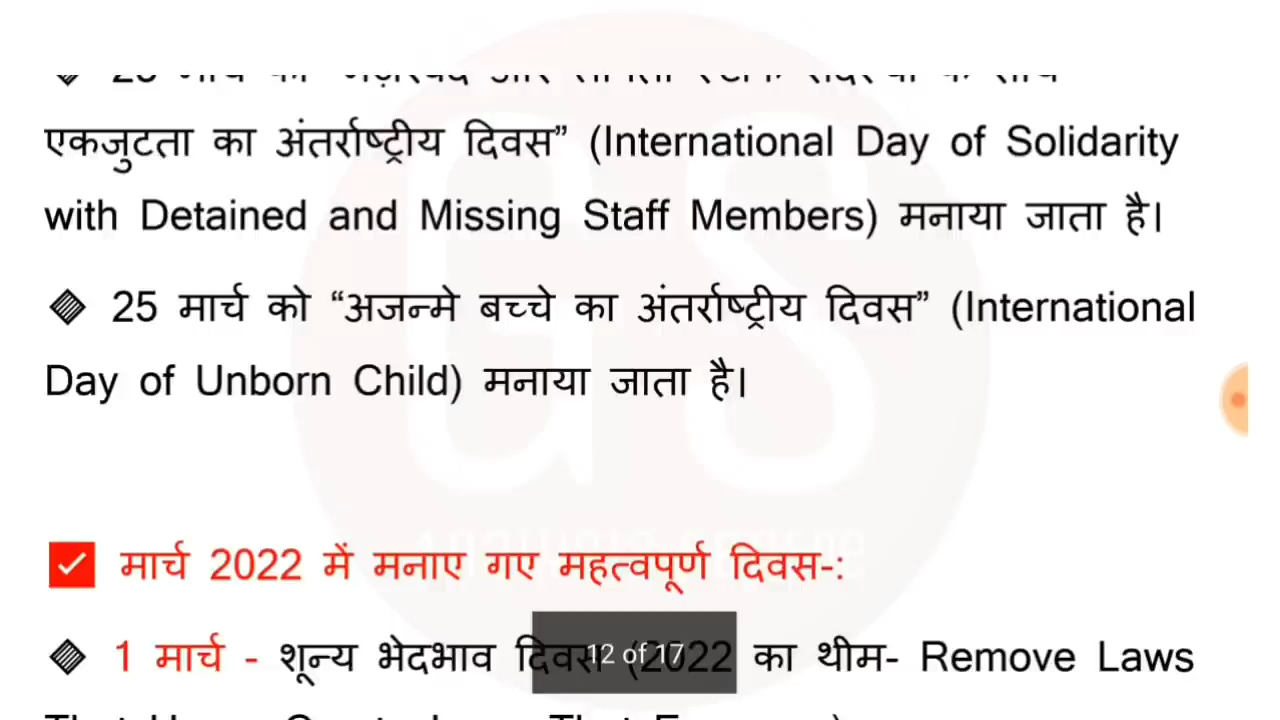 एकजुटता का अंतर्राष्ट्रीय दिवस” (International Day of Solidarity
with Detained and Missing Staff Members) मनाया जाता है।
25 मार्च को “अजन्मे बच्चे का अंतर्राष्ट्रीय दिवस” (International
Day of Unborn Child) मनाया जाता है।
GS
मार्च 2022 में मनाए गए महत्वपूर्ण दिवस-:
1 मार्च - शून्य भेदभाव दिवस (2022 का थीम- Remove Laws
12 of 17